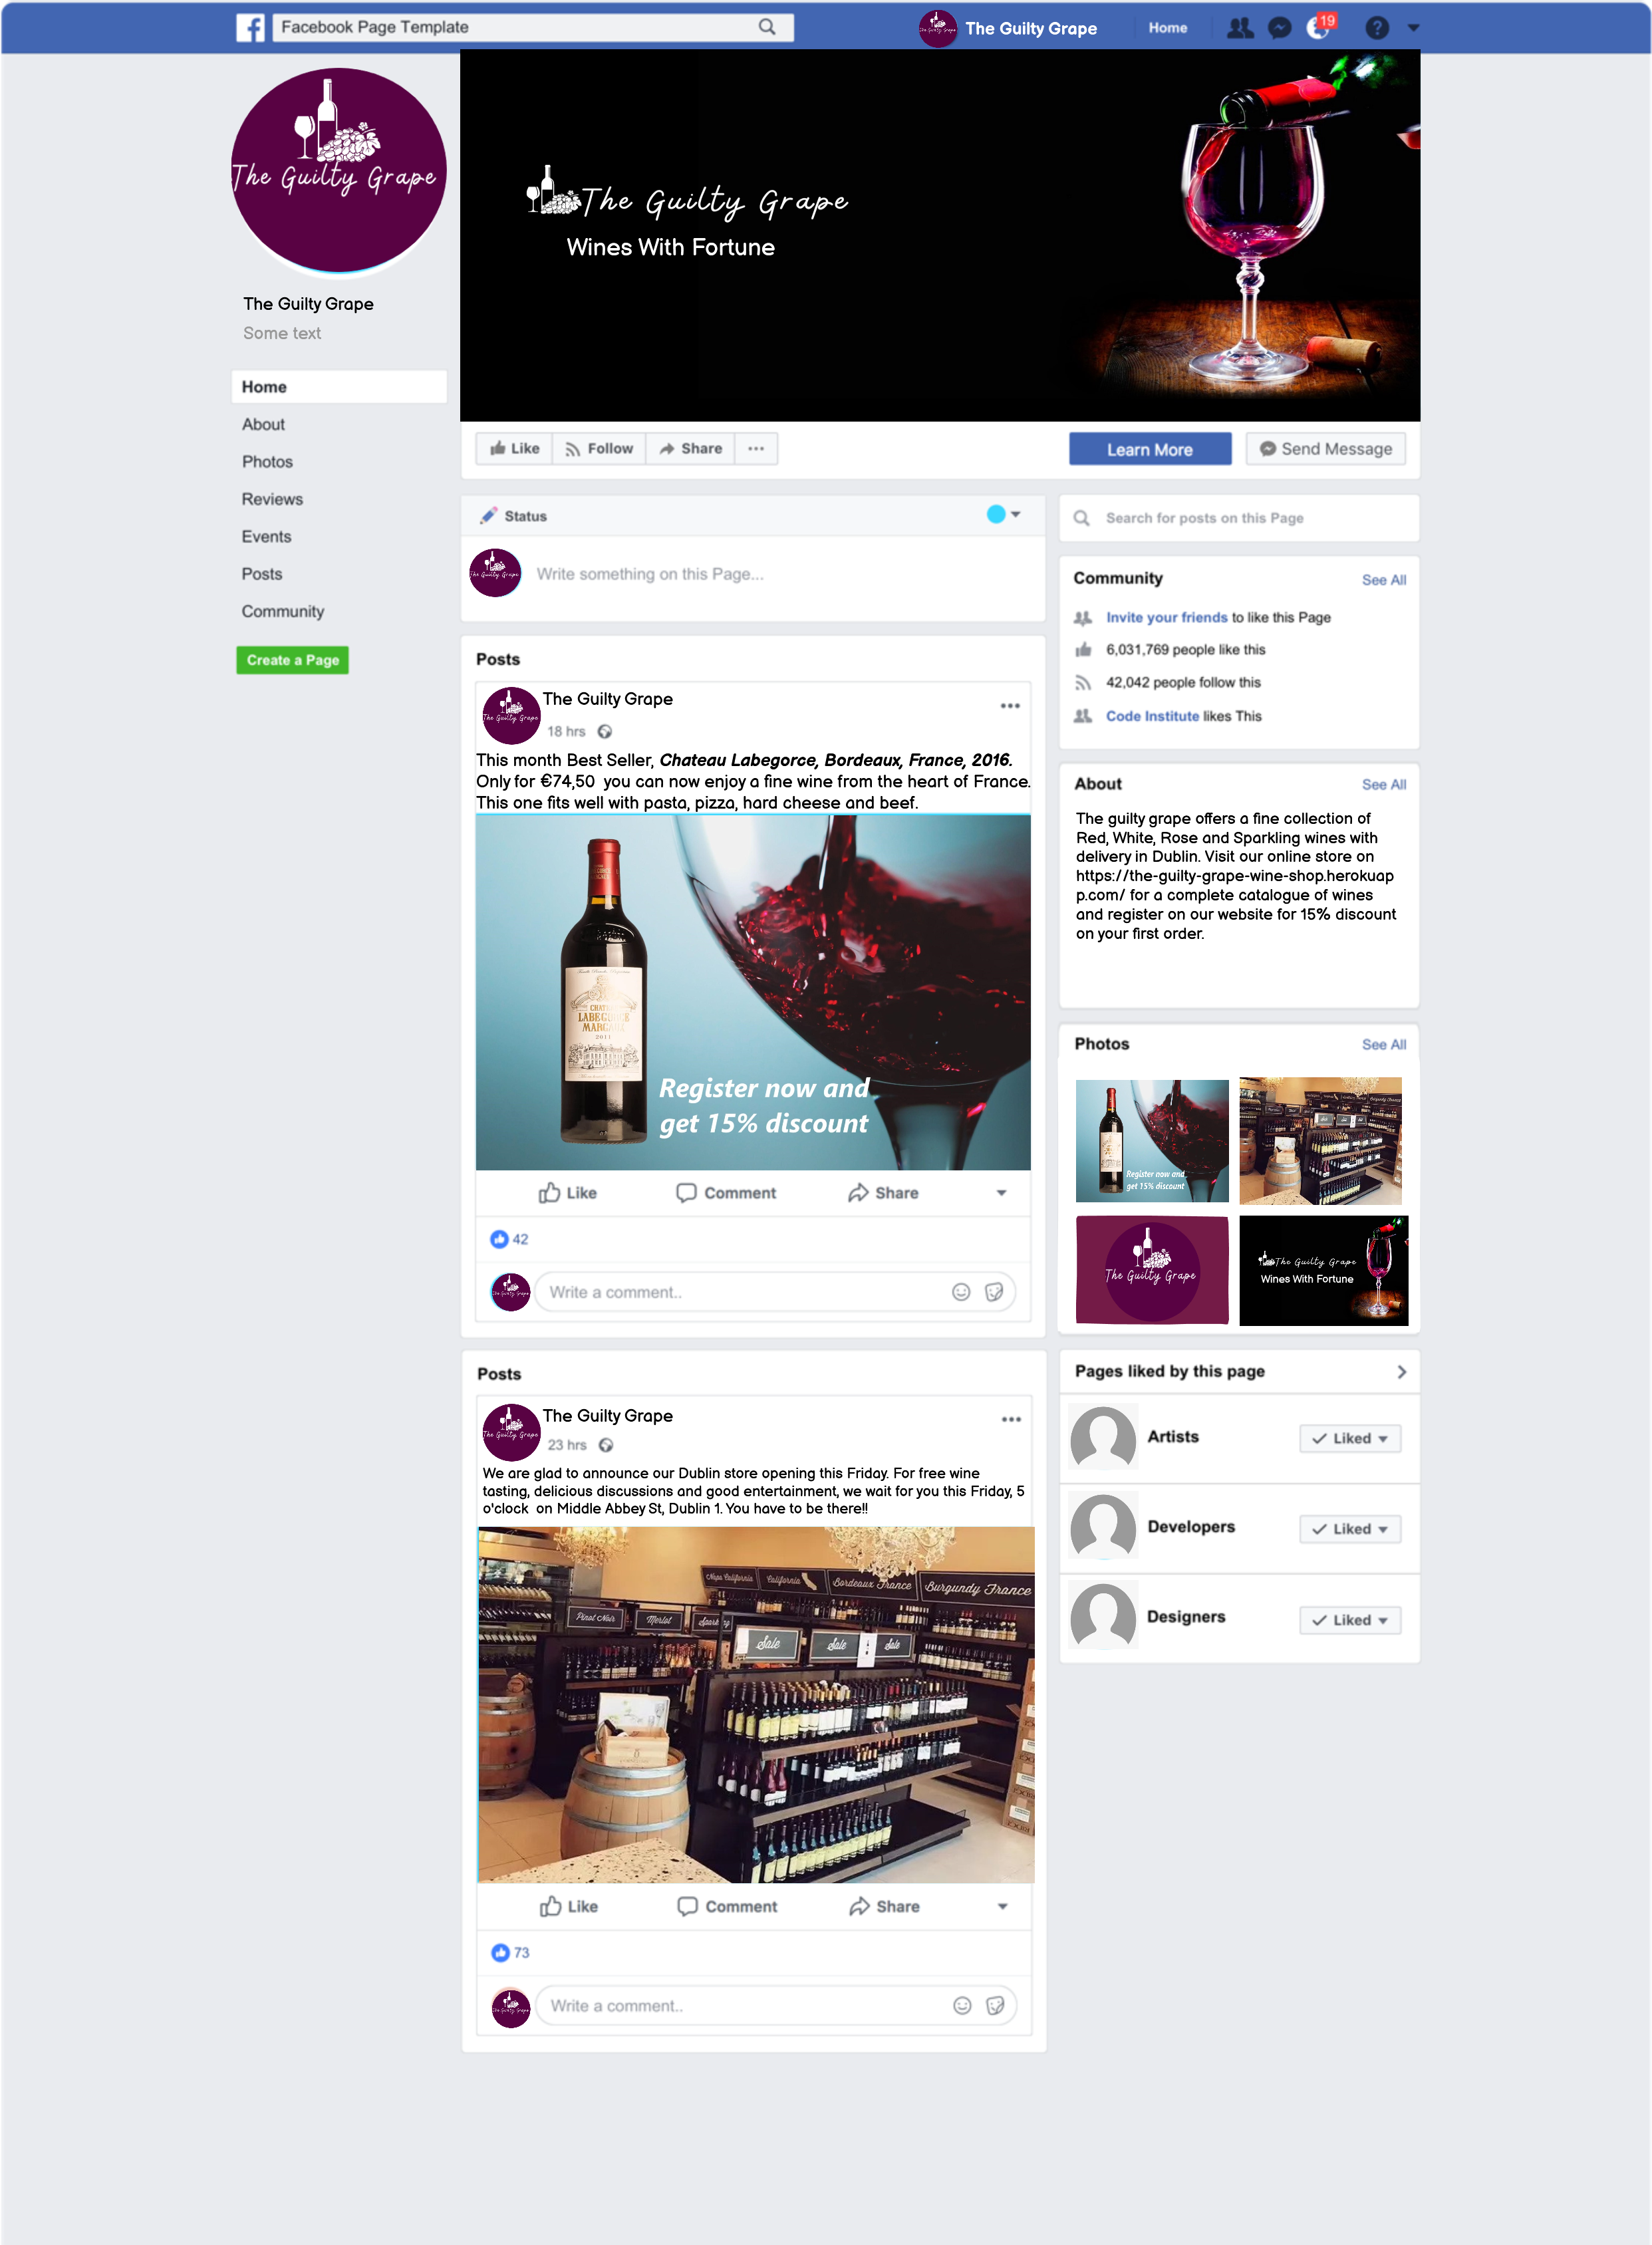 Facebook Page Template
The Guilty Grape
Home
19
The Guilty Grape
The Guilty Grape
Some text
Home
About
Photos
Reviews
Events
Posts
Community
Create a Page
The Guilty Grape
Wines With Fortune
Like
Follow
Share
Learn More
Send Message
Status
Write something on this Page...
Posts
The Guilty Grape
The Guilty Grape
18 hrs
This month Best Seller, Chateau Labegorce, Bordeaux, France, 2016.
Only for €74,50 you can now enjoy a fine wine from the heart of France.
This one fits well with pasta, pizza, hard cheese and beef.
LABEGORCE
MARGAUX
Register now and
get 15% discount
Like
Comment
Share
42
Write a comment..
Posts
The Guilty Grape
The Guilty Grape
23 hrs
We are glad to announce our Dublin store opening this Friday. For free wine
tasting, delicious discussions and good entertainment, we wait for you this Friday, 5
o'clock on Middle Abbey St, Dublin 1. You have to be there!!
Napa California
California
Bordeaux France
Burgundy France
Pinot Noir
Merlot
Sale
Sale
Sale
Like
Comment
Share
73
Write a comment..
Search for posts on this Page
Community
See All
Invite your friends to like this Page
6,031,769 people like this
42,042 people follow this
Code Institute likes This
About
See All
The guilty grape offers a fine collection of
Red, White, Rose and Sparkling wines with
delivery in Dublin. Visit our online store on
https://the-guilty-grape-wine-shop.herokuap
p.com/ for a complete catalogue of wines
and register on our website for 15% discount
on your first order.
Photos
See All
Register now and
get 15% discount
The Guilty Grape
The Guilty Grape
Wines With Fortune
Pages liked by this page
Artists
Liked
Developers
Liked
Designers
Liked